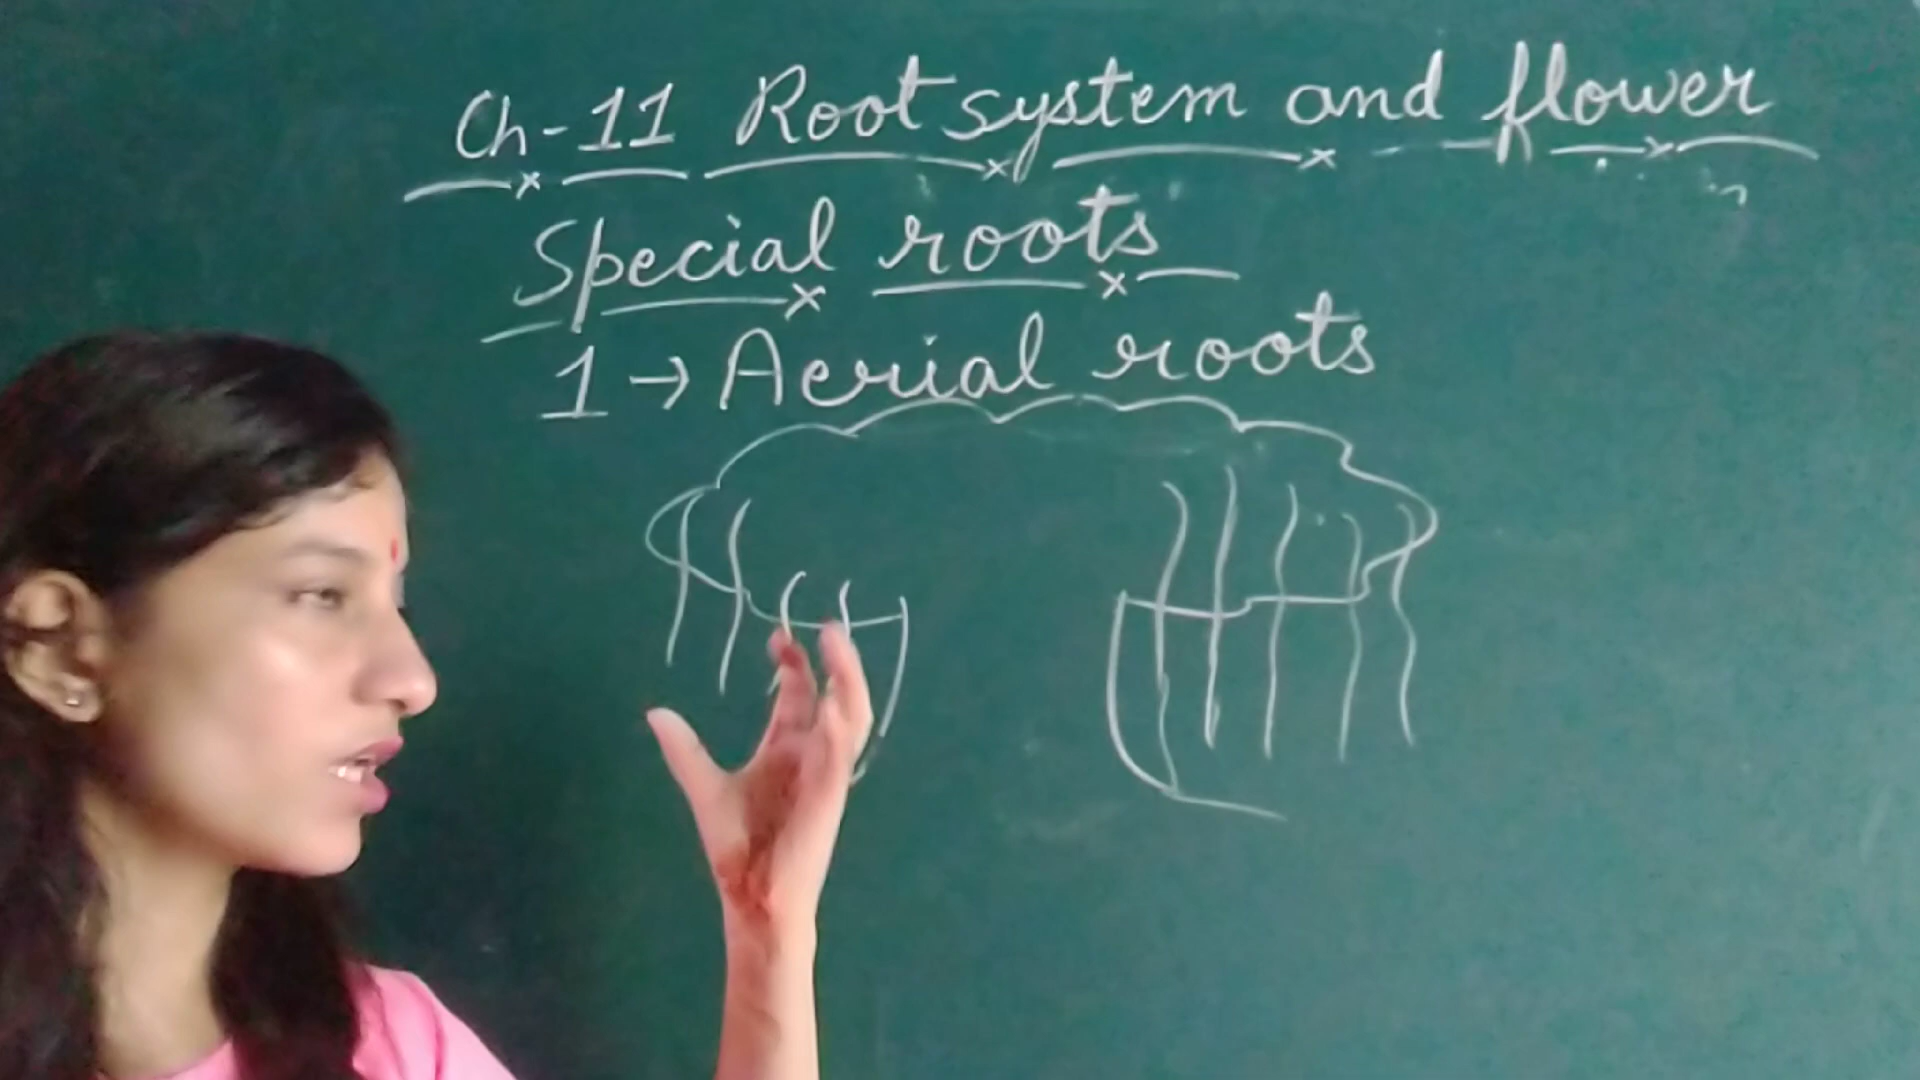 Ch-11 Root system and flower
Special roots
1 → Aerial roots